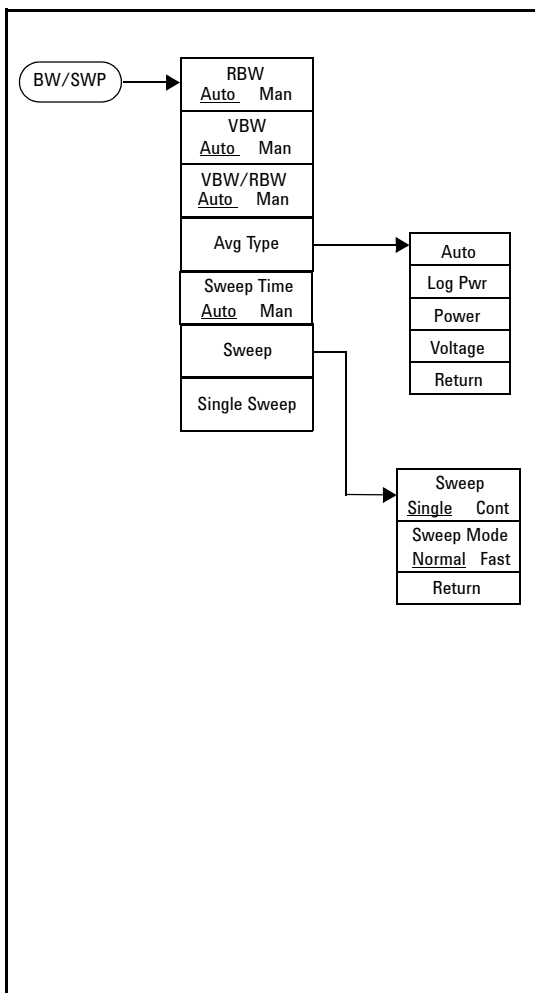 BW/SWP
RBW
Auto Man
VBW
Auto Man
VBW/RBW
Auto Man
Avg Type
Sweep Time
Auto Man
Sweep
Single Sweep
Auto
Log Pwr
Power
Voltage
Return
Sweep
Single Cont
Sweep Mode
Normal Fast
Return